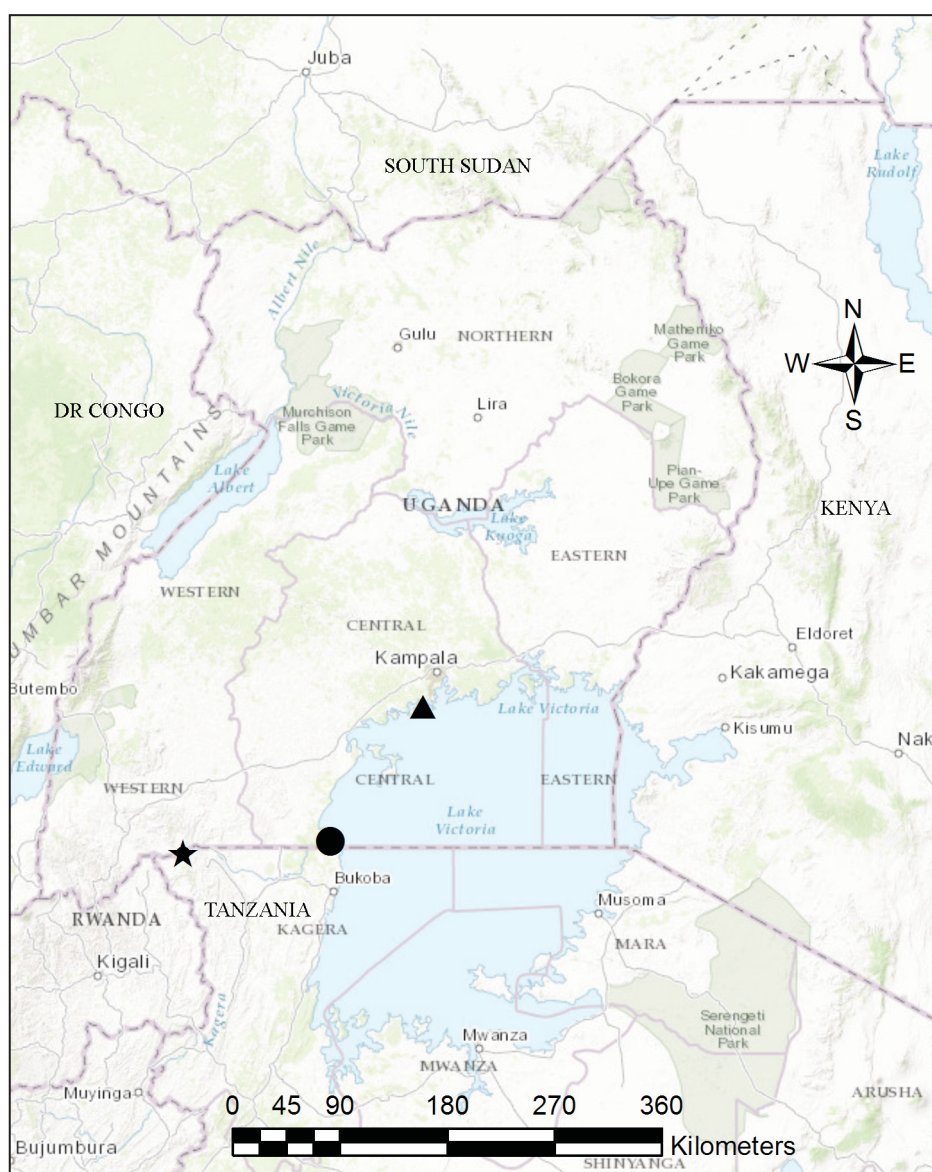 Juba
SOUTH SUDAN
Lake
Rudolf
Albert Nile
N
W
E
S
Gulu
NORTHERN
Matheniko
Game
Park
Bokora
Game
Park
DR CONGO
Murchison
Falls Game
Park
Victoria Nile
Lira
Lake
Albert
Pian-
Upe Game
Park
UGANDA
Lake
Kyoga
KENYA
UMBAR MOUNTAINS
EASTERN
WESTERN
CENTRAL
Eldoret
Kampala
Kakamega
Butembo
Lake Victoria
Kisumu
Nak
Lake
Edward
WESTERN
CENTRAL
EASTERN
Lake
Victoria
Bukoba
TANZANIA
Musoma
RWANDA
KAGERA
MARA
Kigali
Kagera
Serengeti
National
Park
Mwanza
MWANZA
Muyinga
ARUSHA
0 45 90 180 270 360
Kilometers
Bujumbura
SHINYANGA